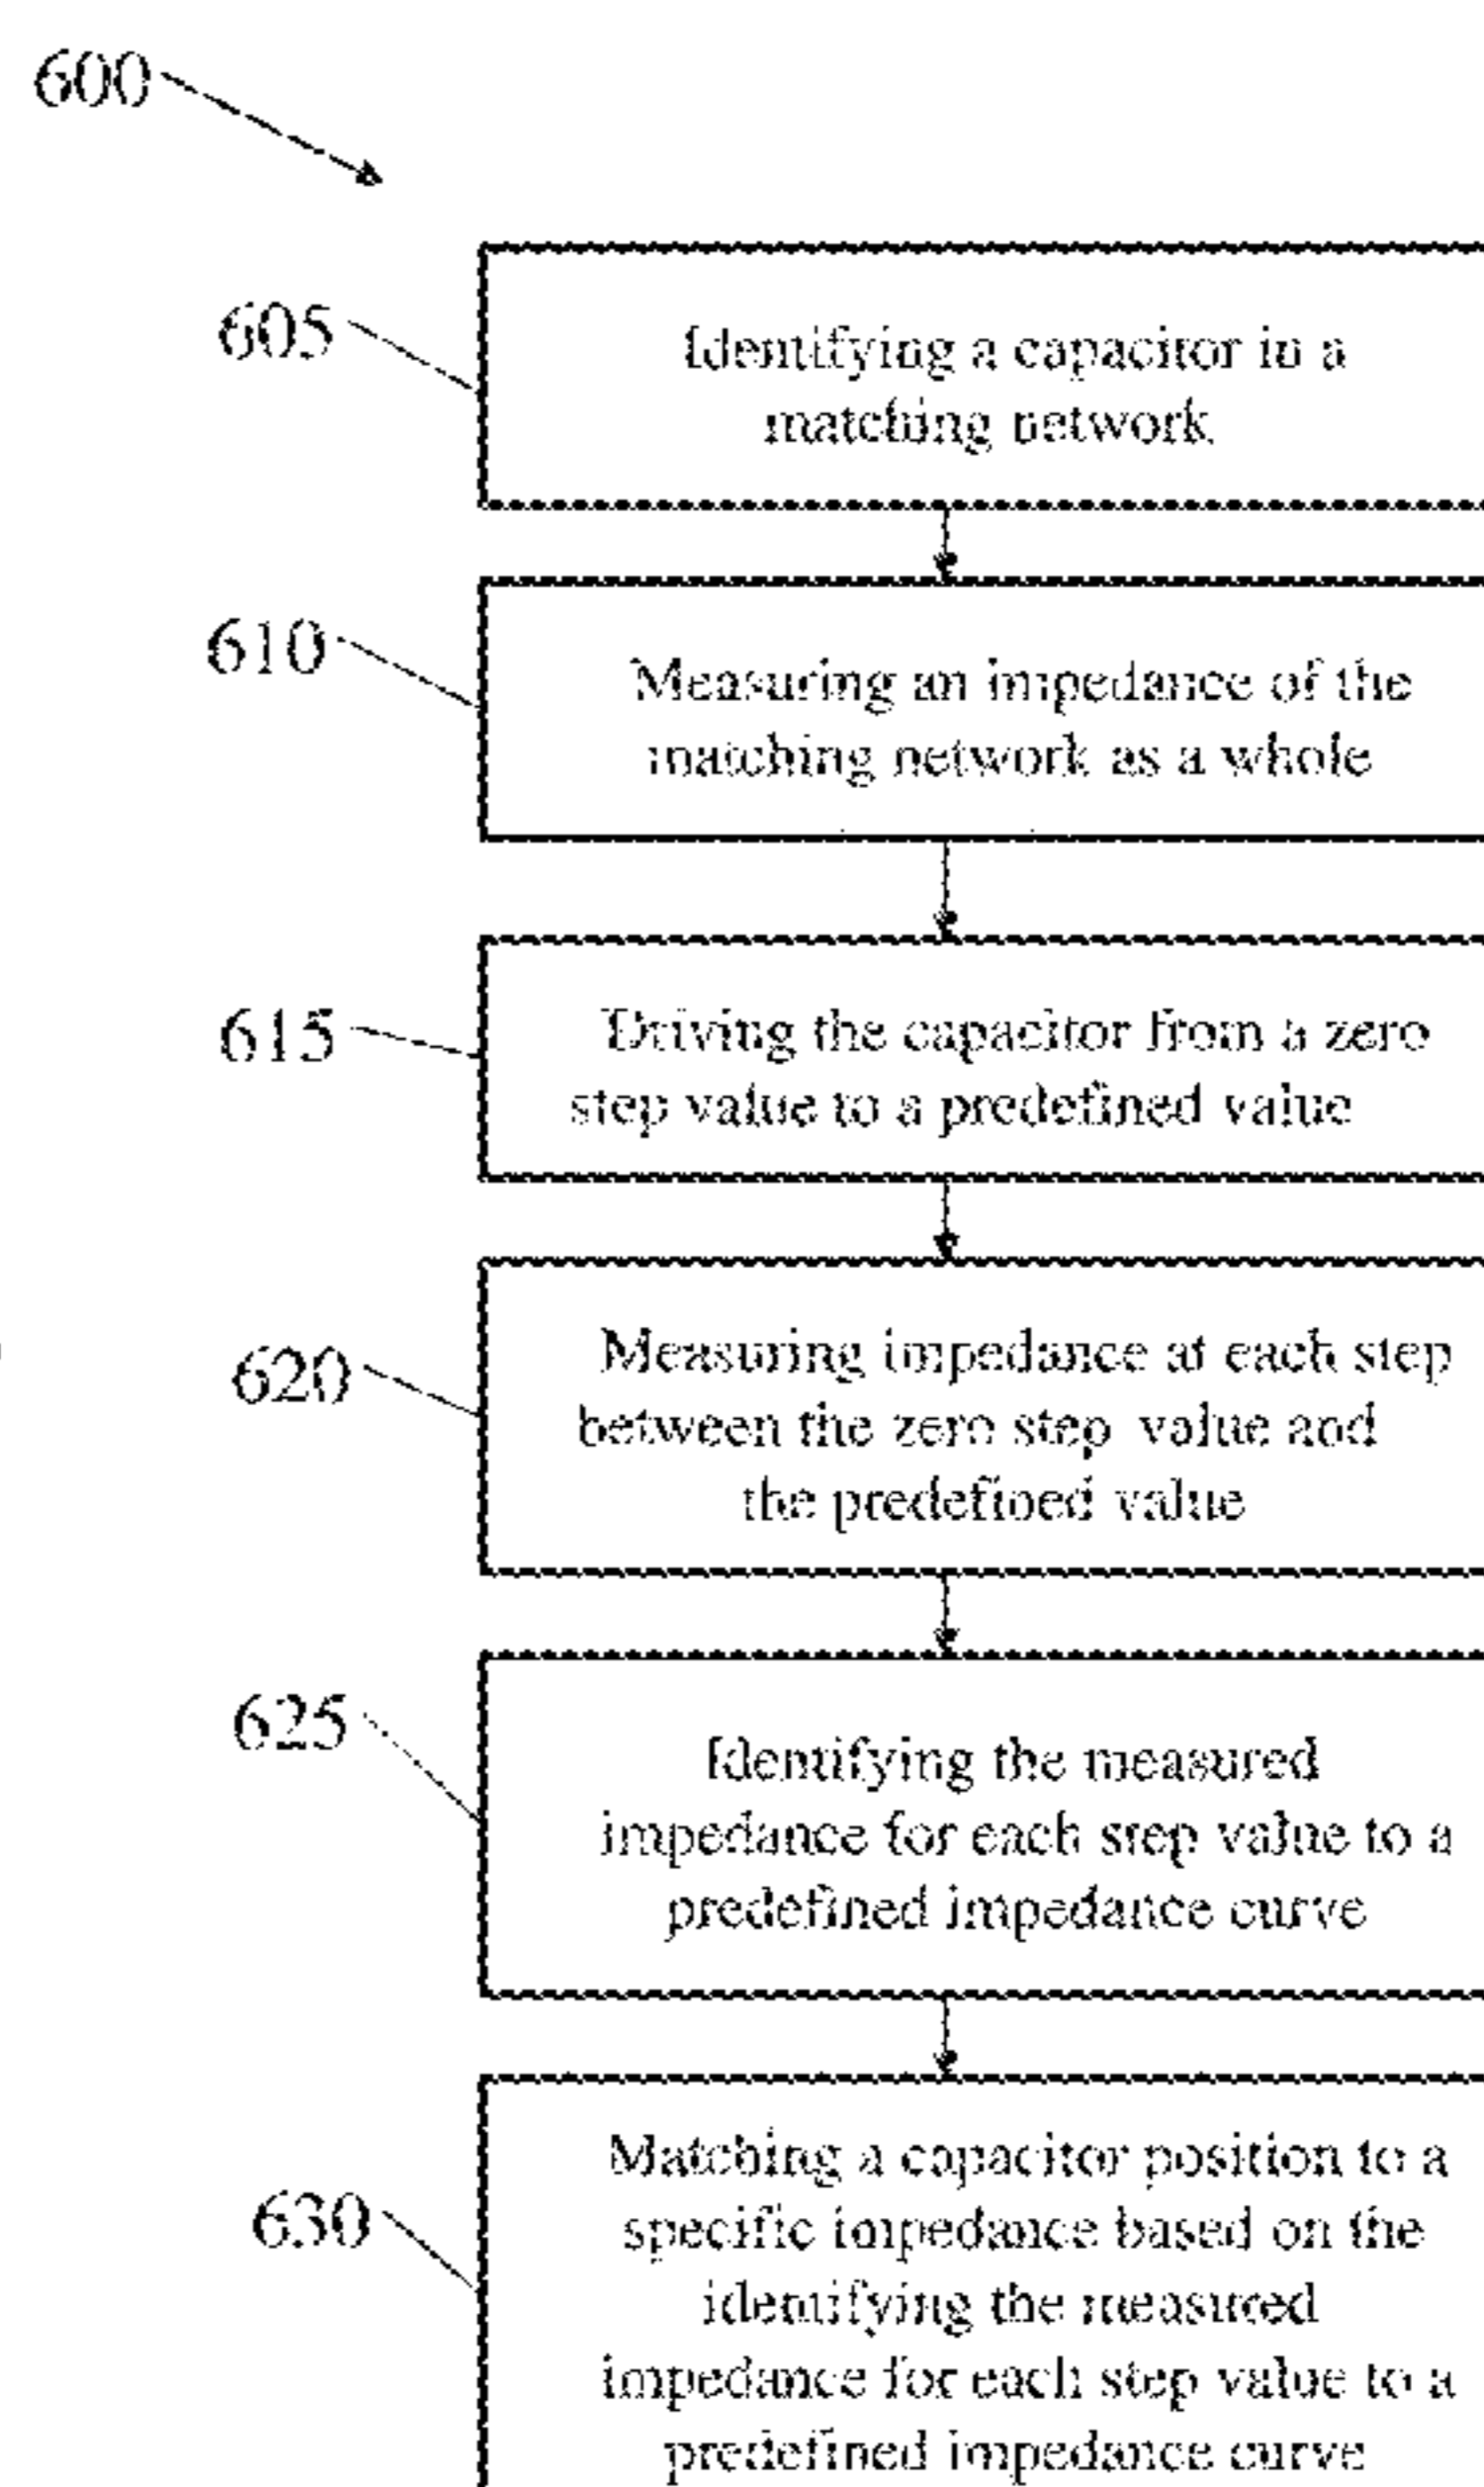 600
605
Identifying a capacitor in a
matching network
610
Measuring an impedance of the
matching network as a whole
615
Driving the capacitor from a zero
step value to a predefined value
620
Measuring impedance at each step
between the zero step value and
the predefined value
625
Identifying the measured
impedance for each step value to a
predefined impedance curve
630
Matching a capacitor position to a
specific impedance based on the
identifying the measured
impedance for each step value to a
predefined impedance curve